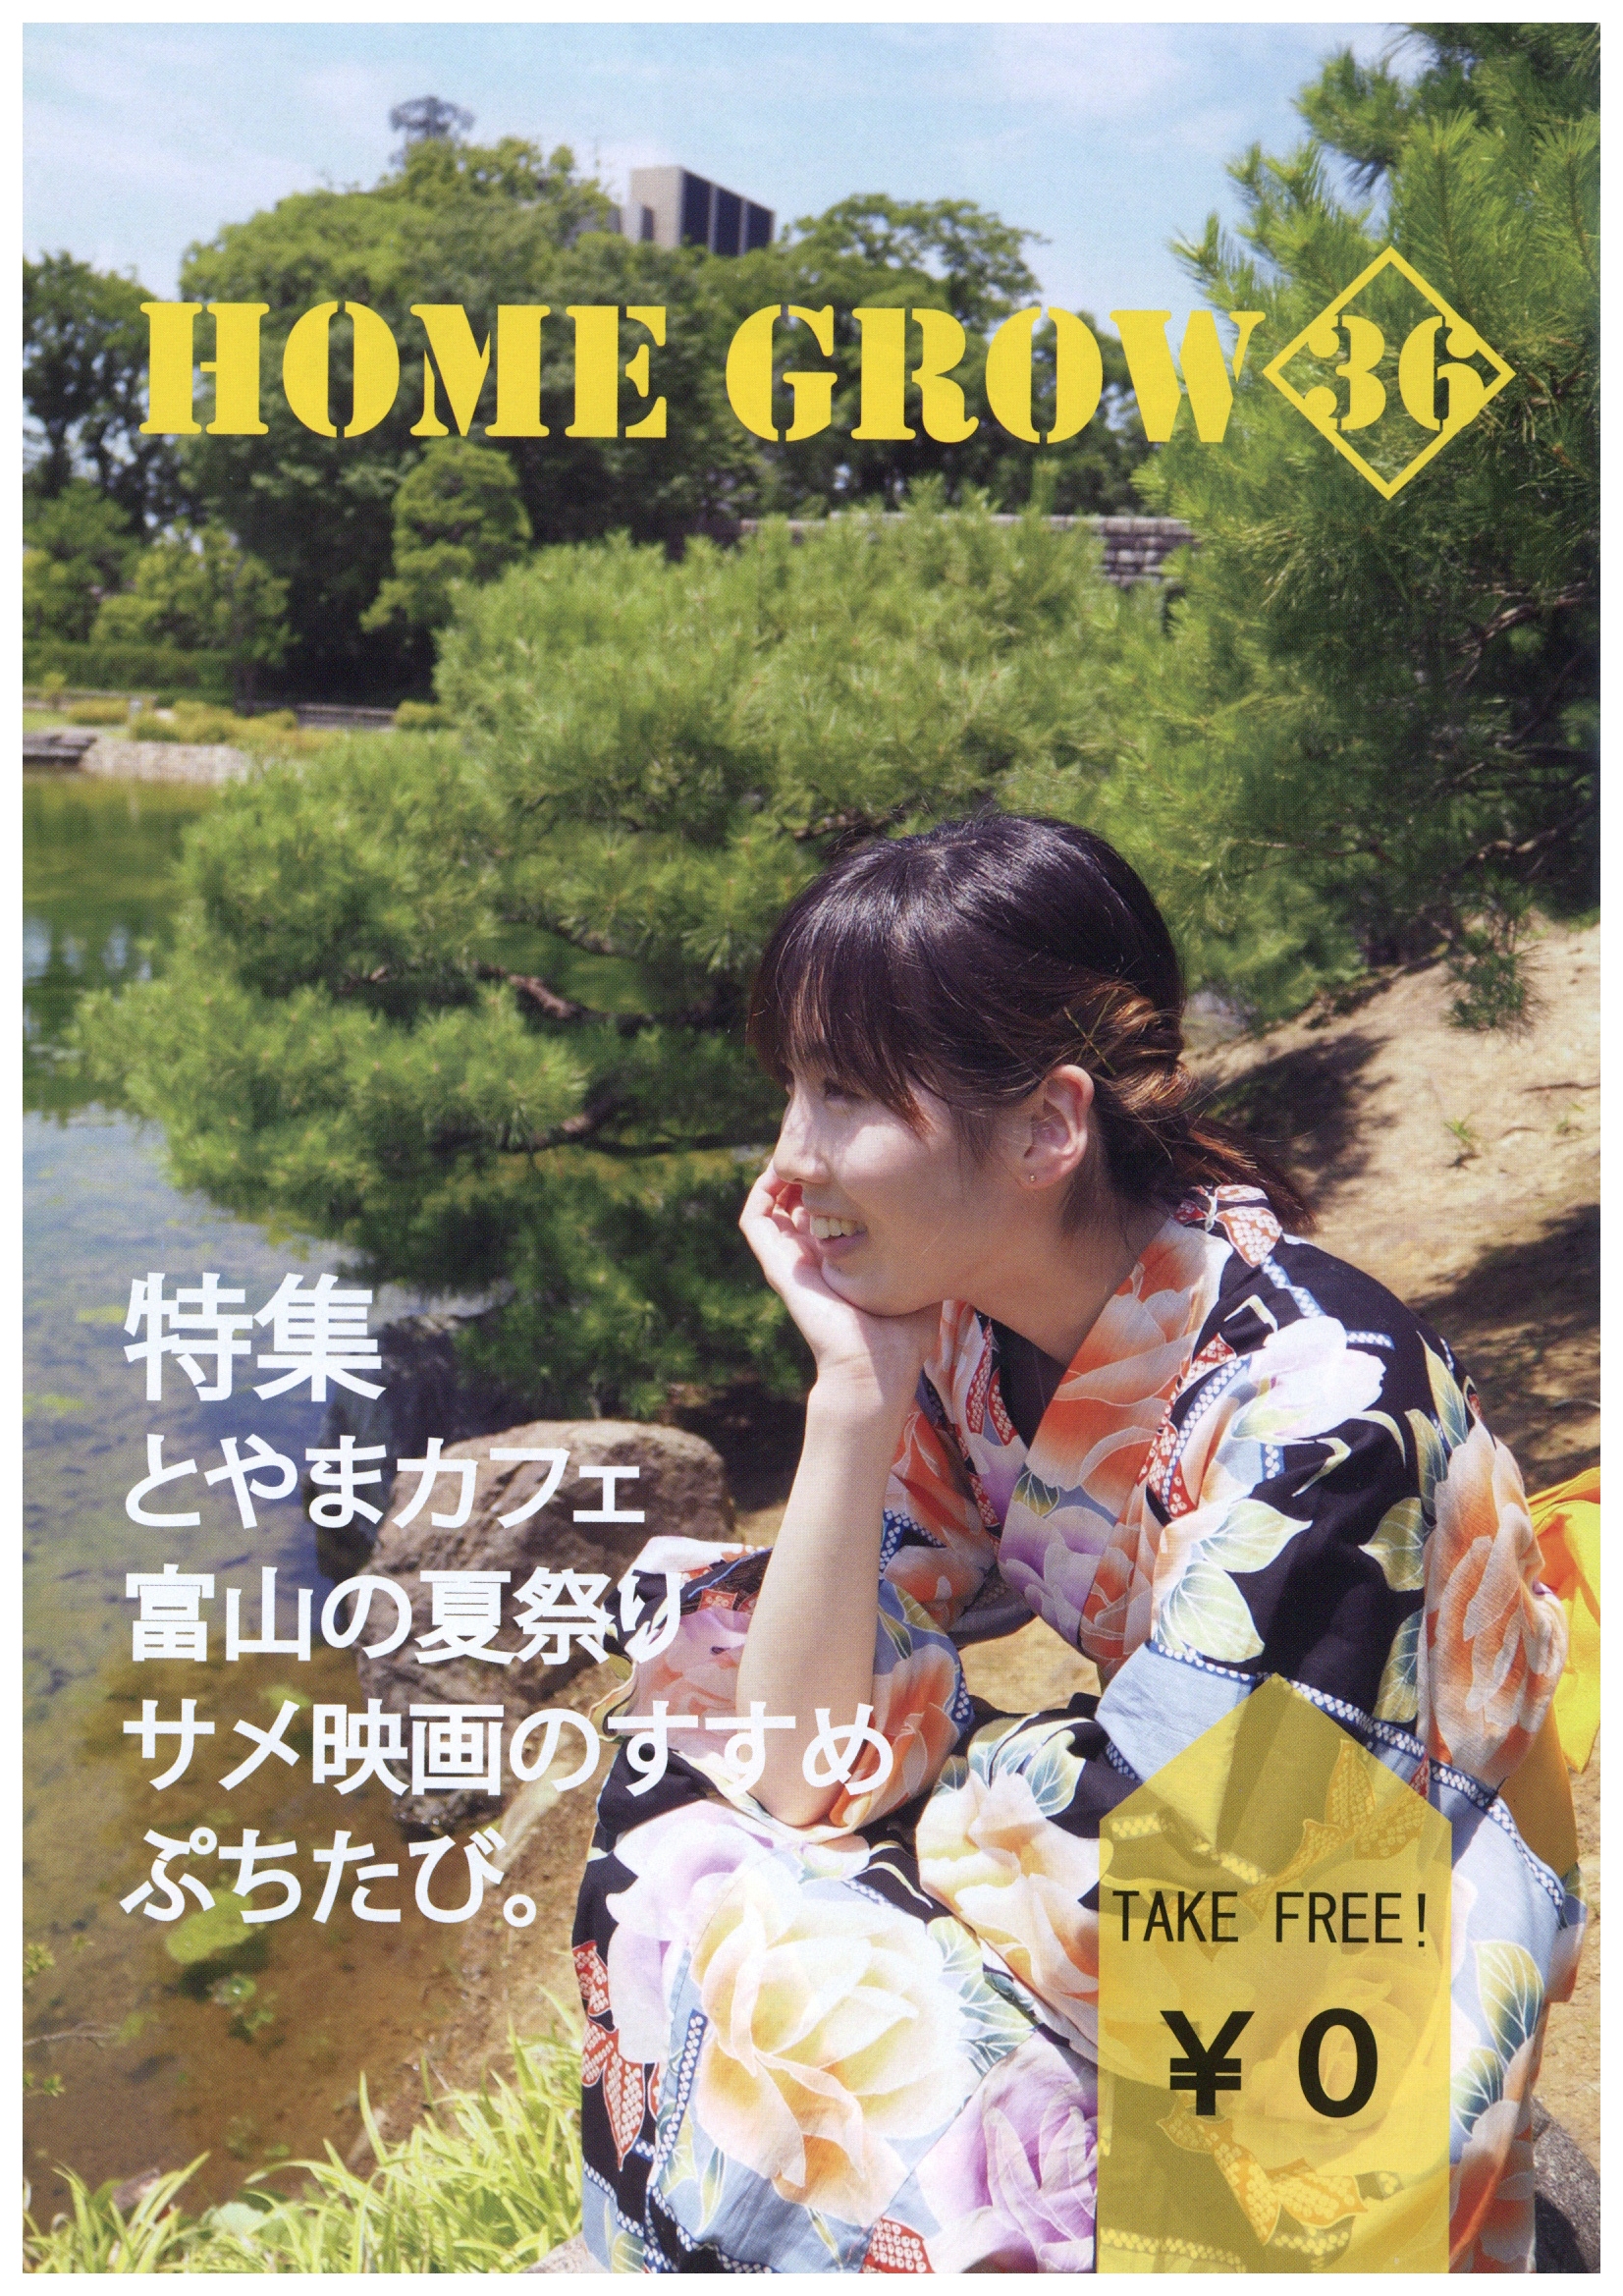 HOME GROW 36
特集
とやまカフェ
富山の夏祭り
サメ映画のすすめ
ぷちたび。
TAKE FREE!
¥0